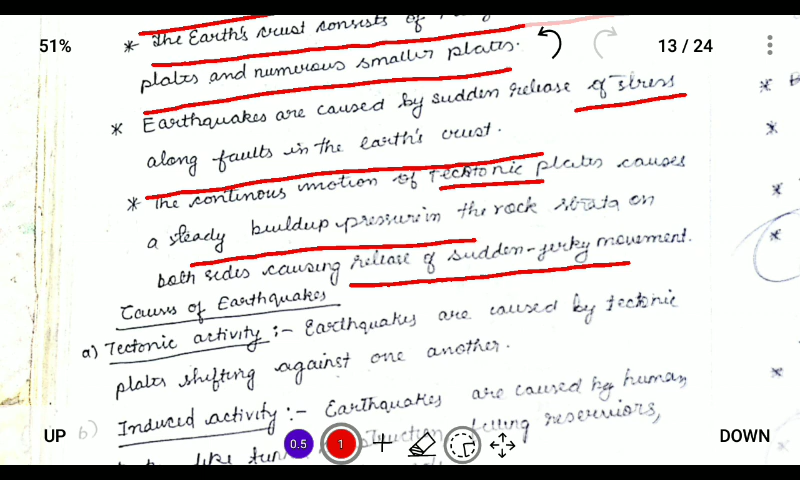 51%
13 / 24
* The Earth's crust consists of
plates and numerous smaller plates.
* Earthquakes are caused by sudden release of stress
along faults in the earth's crust.
* The continous motion of Tecktonic plates causes
a steady buildup pressure in the rock strata on
both sides causing release of sudden-jerky movement.
Causes of Earthquakes
a) Tectonic activity :- Earthquakes are caused by tectonic
plates shifting against one another.
b) Induced activity :- Earthquakes are caused by human
like
UP
0.5
1
DOWN